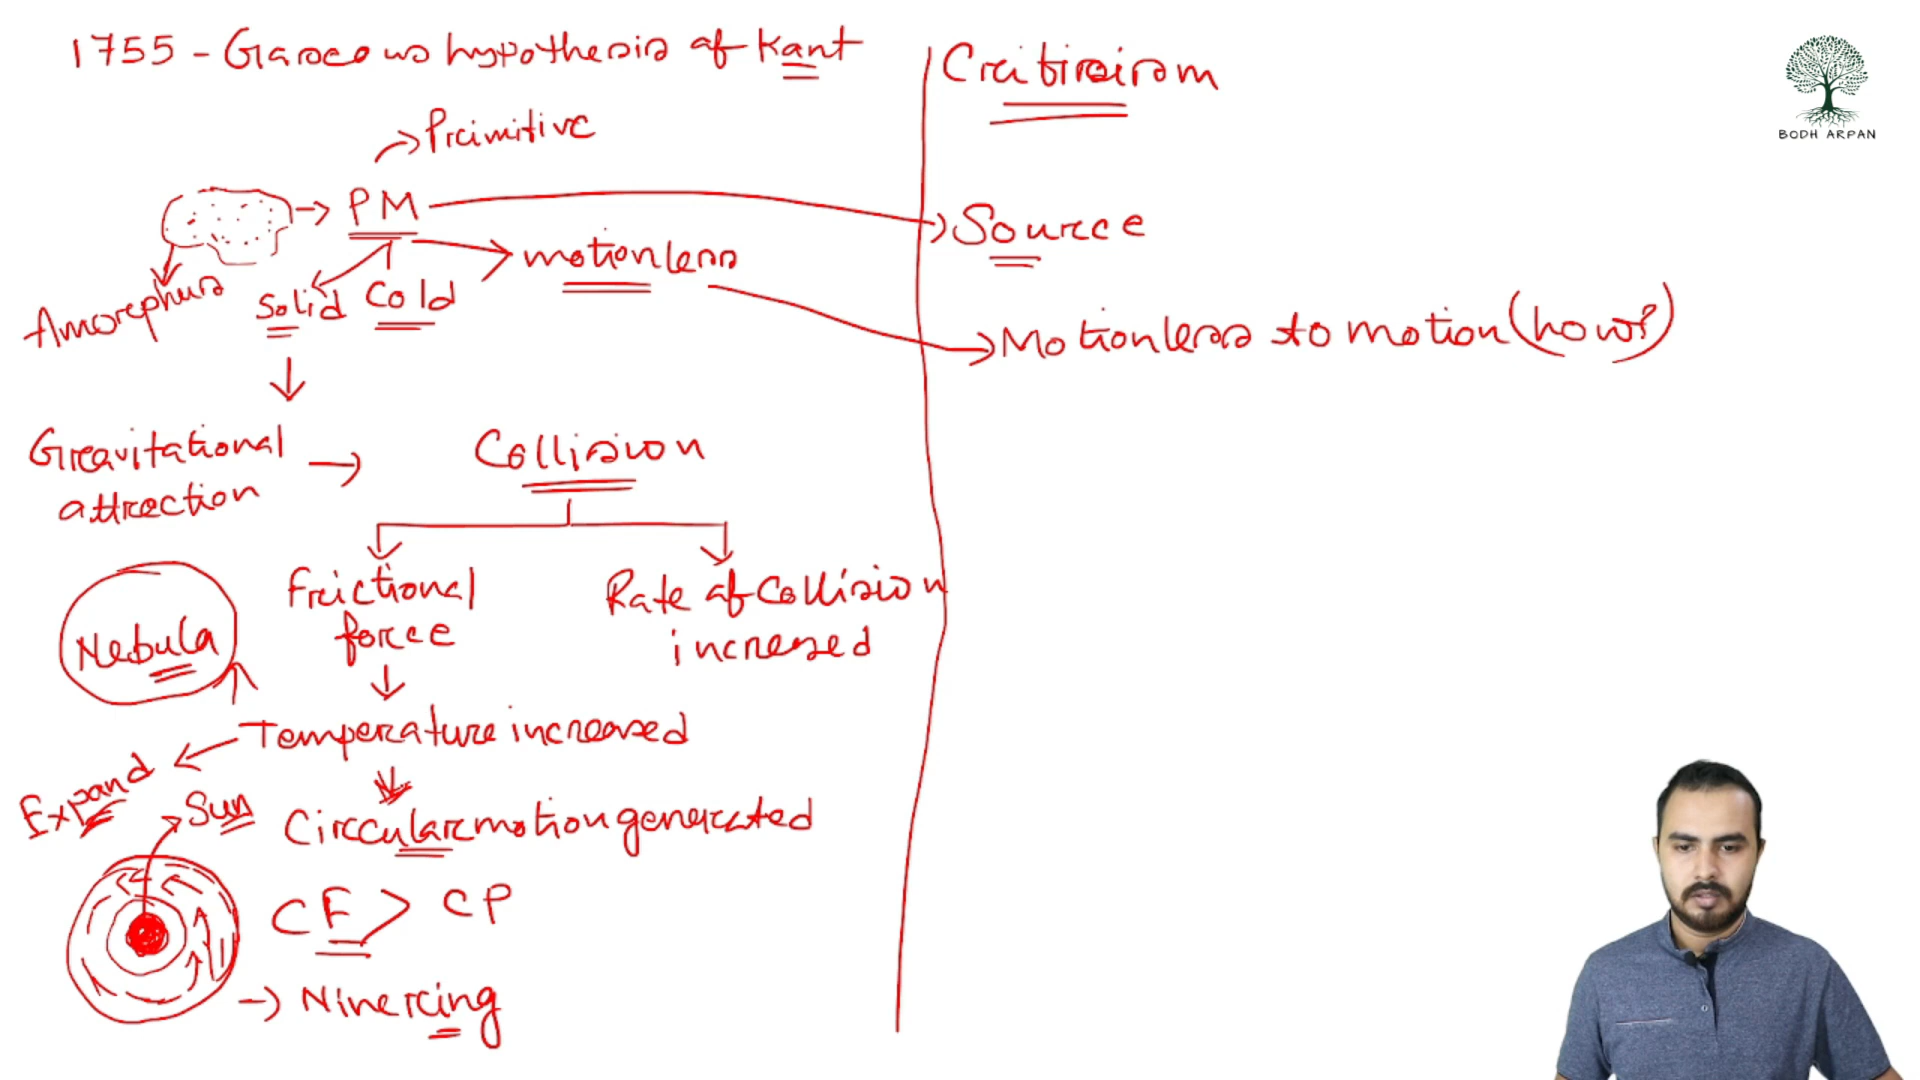 1755 - Gaseous hypothesis of Kant
Primitive
PM
motionless
Amorphus
Solid
Cold
Gravitational
attraction
Collision
Frictional
force
Rate of Collision
increased
Nebula
Temperature increased
Expand
Sun
Circular motion generated
CF > CP
Nine ring
Criticism
Source
Motionless to motion (how?)
BODH ARPAN